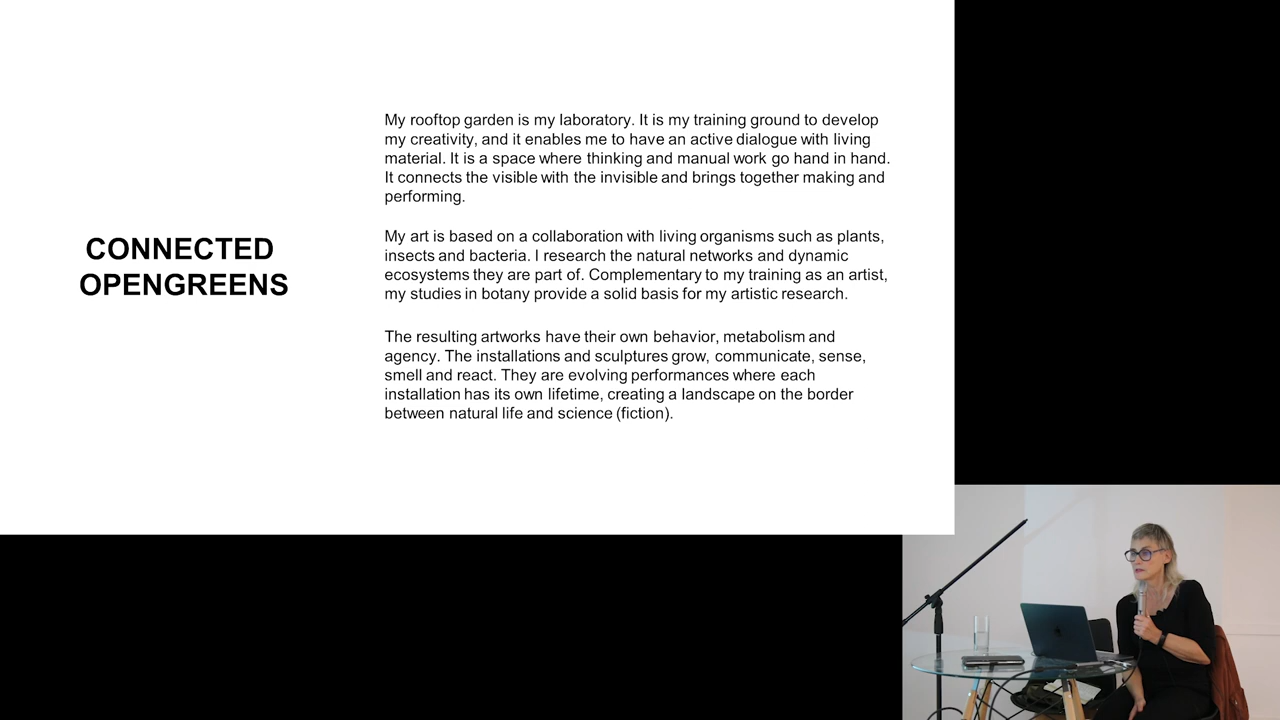 CONNECTED
OPENGREENS
My rooftop garden is my laboratory. It is my training ground to develop
my creativity, and it enables me to have an active dialogue with living
material. It is a space where thinking and manual work go hand in hand.
It connects the visible with the invisible and brings together making and
performing.
My art is based on a collaboration with living organisms such as plants,
insects and bacteria. I research the natural networks and dynamic
ecosystems they are part of. Complementary to my training as an artist,
my studies in botany provide a solid basis for my artistic research.
The resulting artworks have their own behavior, metabolism and
agency. The installations and sculptures grow, communicate, sense,
smell and react. They are evolving performances where each
installation has its own lifetime, creating a landscape on the border
between natural life and science (fiction).